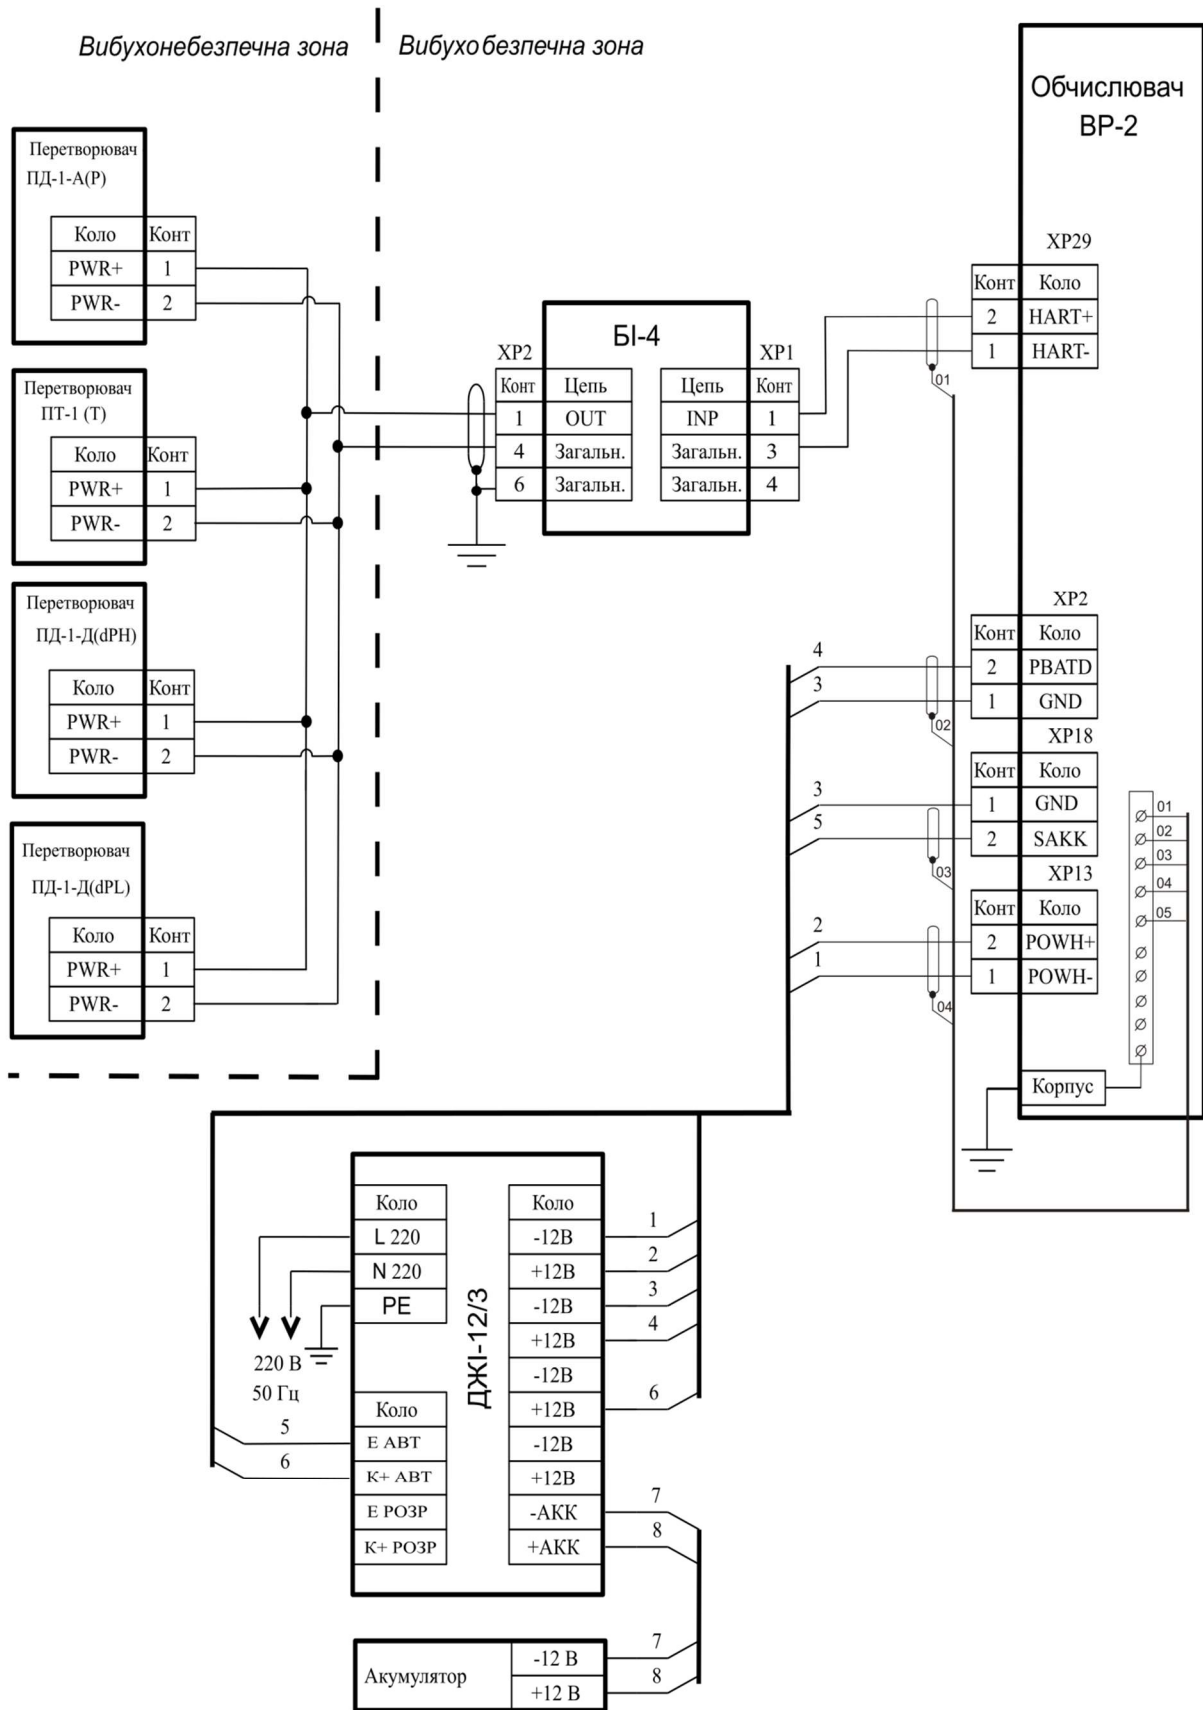 Вибухонебезпечна зона
Вибухобезпечна зона
Перетворювач
ПД-1-А(Р)
Коло Конт
PWR+ 1
PWR- 2
Перетворювач
ПТ-1 (Т)
Коло Конт
PWR+ 1
PWR- 2
Перетворювач
ПД-1-Д(dPH)
Коло Конт
PWR+ 1
PWR- 2
Перетворювач
ПД-1-Д(dPL)
Коло Конт
PWR+ 1
PWR- 2
БІ-4
XP2
Конт Цепь
1 OUT
4 Загальн.
6 Загальн.
XP1
Цепь Конт
INP 1
Загальн. 3
Загальн. 4
Обчислювач
ВР-2
XP29
Конт Коло
2 HART+
1 HART-
01
XP2
Конт Коло
4 2 PBATD
3 1 GND
02
XP18
Конт Коло
3 1 GND
5 2 SAKK
03
XP13
Конт Коло
2 2 POWH+
1 1 POWH-
04
01
02
03
04
05
Корпус
ДЖІ-12/3
Коло
L 220
N 220
PE
220 В
50 Гц
Коло
5 Е АВТ
6 К+ АВТ
Е РОЗР
К+ РОЗР
Коло
-12В 1
+12В 2
-12В 3
+12В 4
-12В
+12В 6
-12В
+12В
-АКК 7
+АКК 8
Акумулятор
-12 В 7
+12 В 8